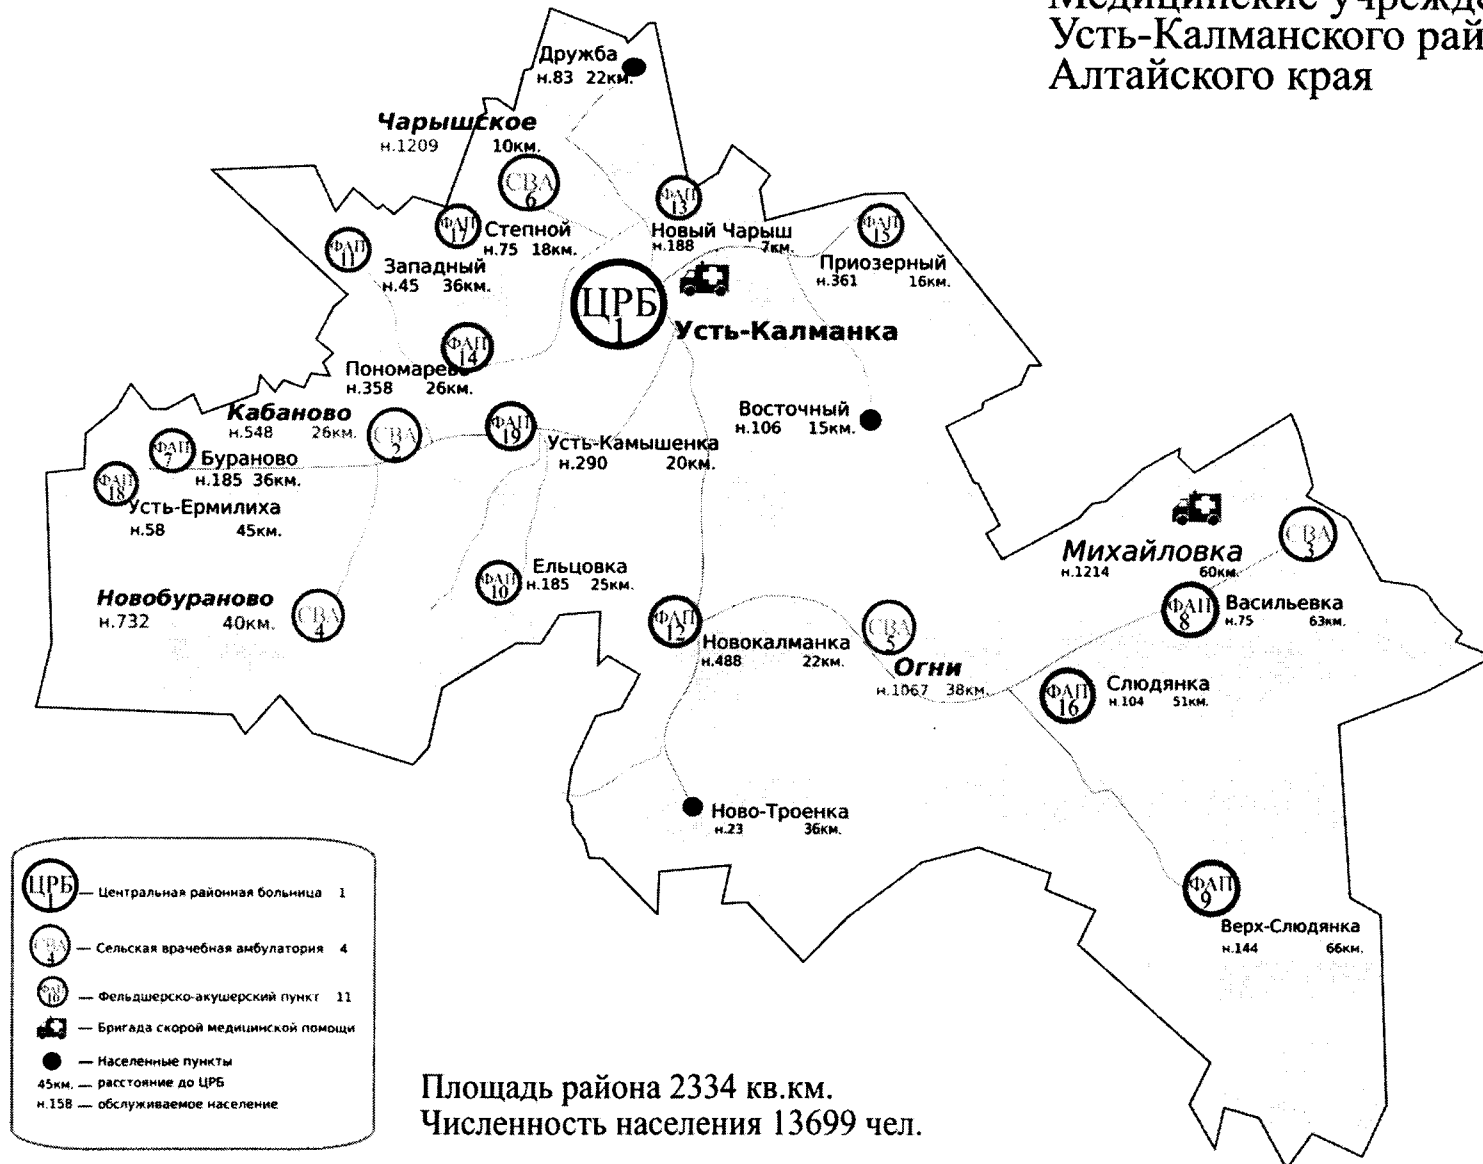 Медицинские учрежда
Усть-Калманского рай
Алтайского края
Дружба
н.83 22км.
Чарышское
н.1209 10км.
СВА
6
ФАП
13
ФАП
17
Степной
н.75 18км.
Новый Чарыш
н.188 7км.
ФАП
15
Приозерный
н.361 16км.
ФАП
11
Западный
н.45 36км.
ЦРБ
1
Усть-Калманка
ФАП
14
Пономарево
н.358 26км.
Кабаново
н.548 26км.
СВА
2
ФАП
19
Усть-Камышенка
н.290 20км.
Восточный
н.106 15км.
ФАП
7
Бураново
н.185 36км.
ФАП
18
Усть-Ермилиха
н.58 45км.
СВА
3
Михайловка
н.1214 60км.
ФАП
10
Ельцовка
н.185 25км.
Новобураново
н.732 40км.
СВА
4
ФАП
12
Новокалманка
н.488 22км.
СВА
5
Огни
н.1067 38км.
ФАП
8
Васильевка
н.75 63км.
ФАП
16
Слюдянка
н.104 51км.
Ново-Троенка
н.23 36км.
ФАП
9
Верх-Слюдянка
н.144 66км.
ЦРБ
1
— Центральная районная больница 1
СВА
4
— Сельская врачебная амбулатория 4
ФАП
10
— Фельдшерско-акушерский пункт 11
— Бригада скорой медицинской помощи
— Населенные пункты
45км. — расстояние до ЦРБ
н.158 — обслуживаемое население
Площадь района 2334 кв.км.
Численность населения 13699 чел.